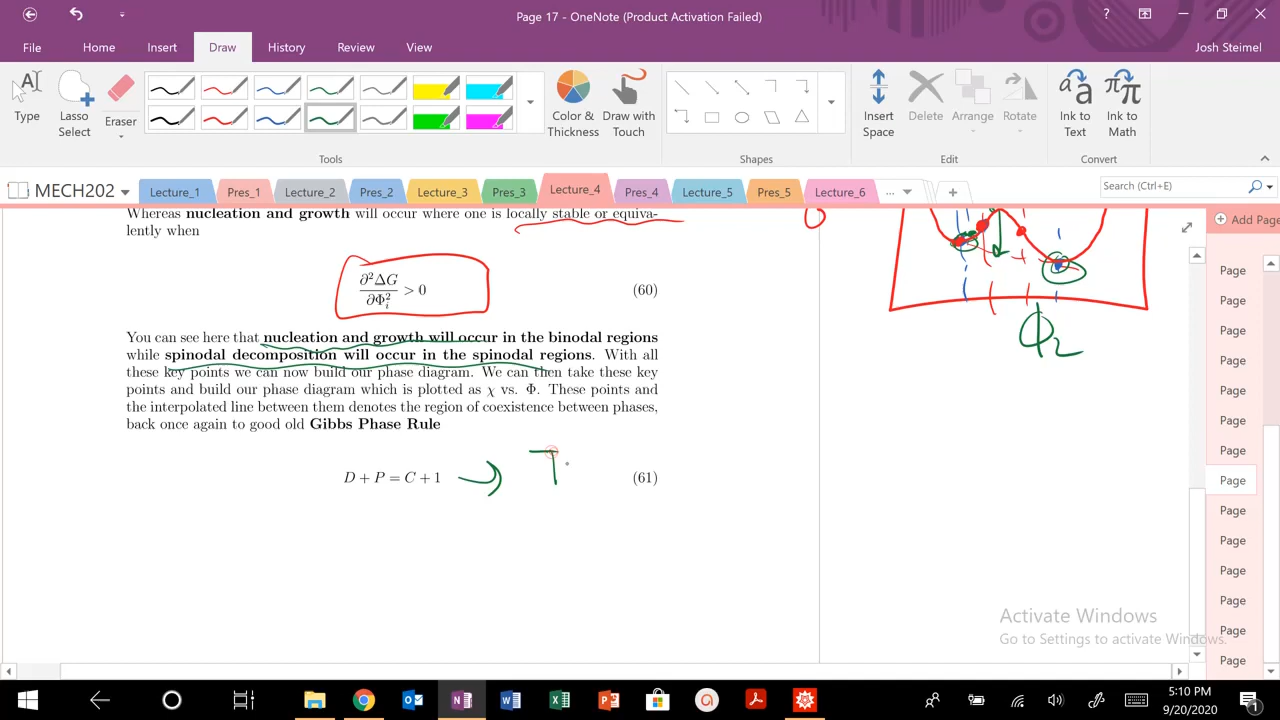 Page 17 - OneNote (Product Activation Failed)
?
File
Home
Insert
Draw
History
Review
View
Josh Steimel
Type
Lasso Select
Eraser
Color & Thickness
Draw with Touch
Insert Space
Delete
Arrange
Rotate
Ink to Text
Ink to Math
Tools
Shapes
Edit
Convert
MECH202
Lecture_1
Pres_1
Lecture_2
Pres_2
Lecture_3
Pres_3
Lecture_4
Pres_4
Lecture_5
Pres_5
Lecture_6
...
Search (Ctrl+E)
Whereas nucleation and growth will occur where one is locally stable or equiva-
lently when
∂²ΔG/∂Φᵢ² > 0 (60)
You can see here that nucleation and growth will occur in the binodal regions
while spinodal decomposition will occur in the spinodal regions. With all
these key points we can now build our phase diagram. We can then take these key
points and build our phase diagram which is plotted as χ vs. Φ. These points and
the interpolated line between them denotes the region of coexistence between phases,
back once again to good old Gibbs Phase Rule
D + P = C + 1 (61)
Φ₂
Add Page
Page
Page
Page
Page
Page
Page
Page
Page
Page
Page
Page
Page
Page
Page
Activate Windows
Go to Settings to activate Windows.
5:10 PM
9/20/2020